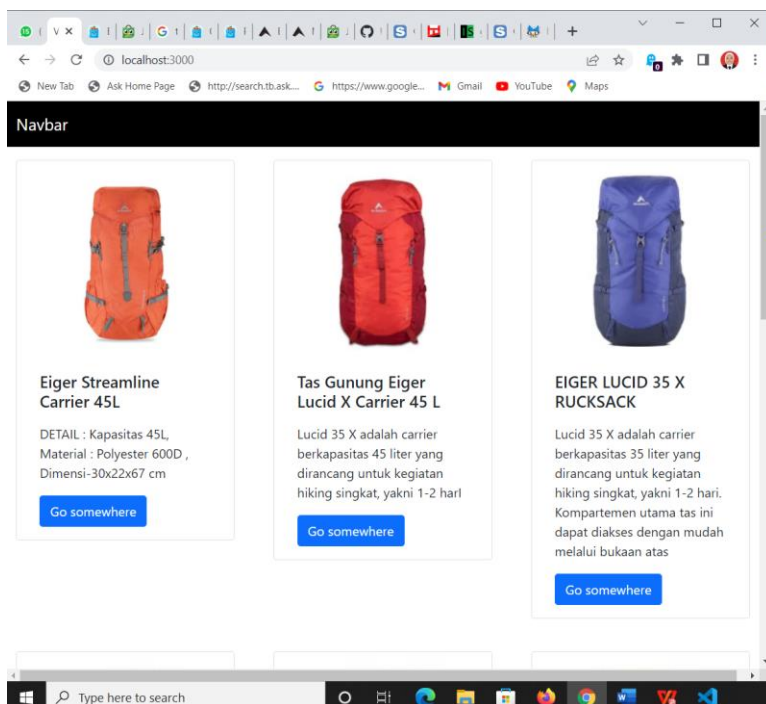 localhost:3000
New Tab
Ask Home Page
http://search.tb.ask....
https://www.google...
Gmail
YouTube
Maps
Navbar
Eiger Streamline
Carrier 45L
DETAIL : Kapasitas 45L,
Material : Polyester 600D ,
Dimensi-30x22x67 cm
Go somewhere
Tas Gunung Eiger
Lucid X Carrier 45 L
Lucid 35 X adalah carrier
berkapasitas 45 liter yang
dirancang untuk kegiatan
hiking singkat, yakni 1-2 harI
Go somewhere
EIGER LUCID 35 X
RUCKSACK
Lucid 35 X adalah carrier
berkapasitas 35 liter yang
dirancang untuk kegiatan
hiking singkat, yakni 1-2 hari.
Kompartemen utama tas ini
dapat diakses dengan mudah
melalui bukaan atas
Go somewhere
Type here to search